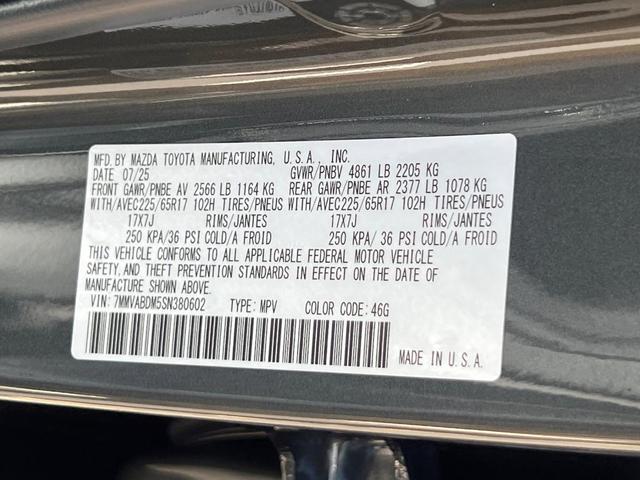 MFD. BY MAZDA TOYOTA MANUFACTURING, U.S.A., INC.
DATE 07/25 GVWR/PNBV 4861 LB 2205 KG
FRONT GAWR/PNBE AV 2566 LB 1164 KG REAR GAWR/PNBE AR 2377 LB 1078 KG
WITH/AVEC225/65R17 102H TIRES/PNEUS WITH/AVEC225/65R17 102H TIRES/PNEUS
17X7J RIMS/JANTES 17X7J RIMS/JANTES
250 KPA/36 PSI COLD/A FROID 250 KPA/ 36 PSI COLD/A FROID
THIS VEHICLE CONFORMS TO ALL APPLICABLE FEDERAL MOTOR VEHICLE
SAFETY, AND THEFT PREVENTION STANDARDS IN EFFECT ON THE DATE OF
MANUFACTURE SHOWN ABOVE.
VIN: 7MMVABDM5SN380602 TYPE: MPV COLOR CODE: 46G
MADE IN U.S.A.